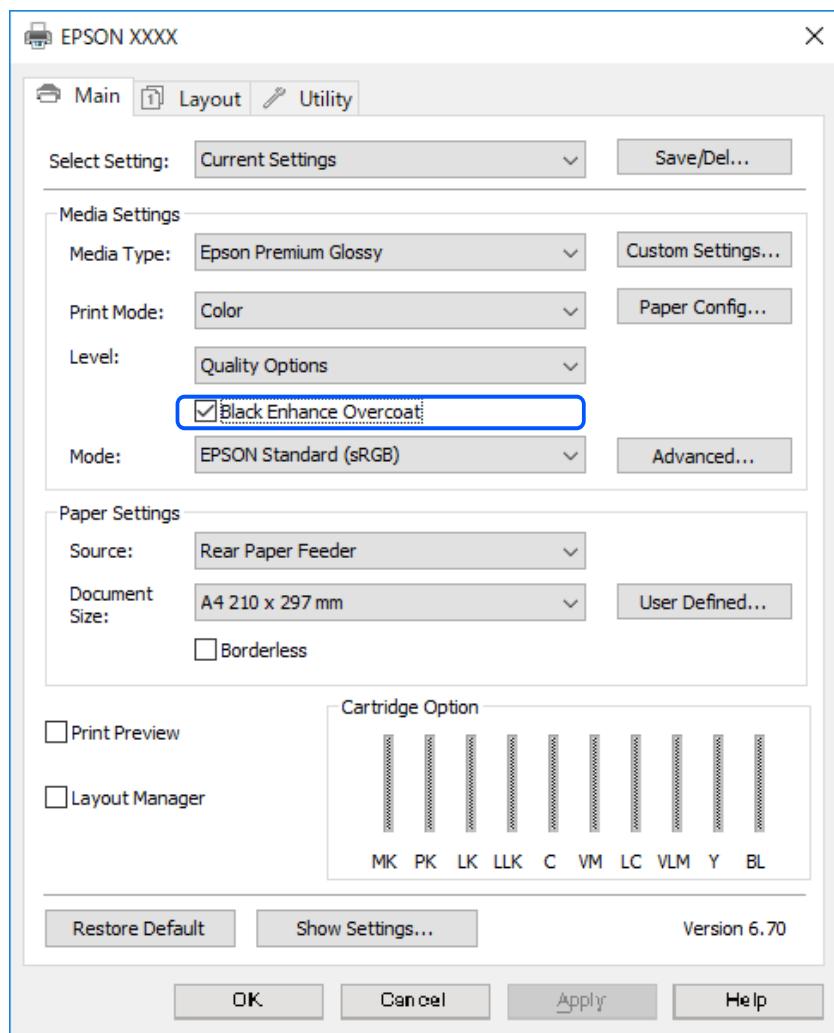 EPSON XXXX
Main
1
Layout
Utility
Select Setting:
Current Settings
Save/Del...
Media Settings
Media Type:
Epson Premium Glossy
Custom Settings...
Print Mode:
Color
Paper Config...
Level:
Quality Options
Black Enhance Overcoat
Mode:
EPSON Standard (sRGB)
Advanced...
Paper Settings
Source:
Rear Paper Feeder
Document
Size:
A4 210 x 297 mm
User Defined...
Borderless
Print Preview
Layout Manager
Cartridge Option
MK PK LK LLK C VM LC VLM Y BL
Restore Default
Show Settings...
Version 6.70
OK
Cancel
Apply
Help